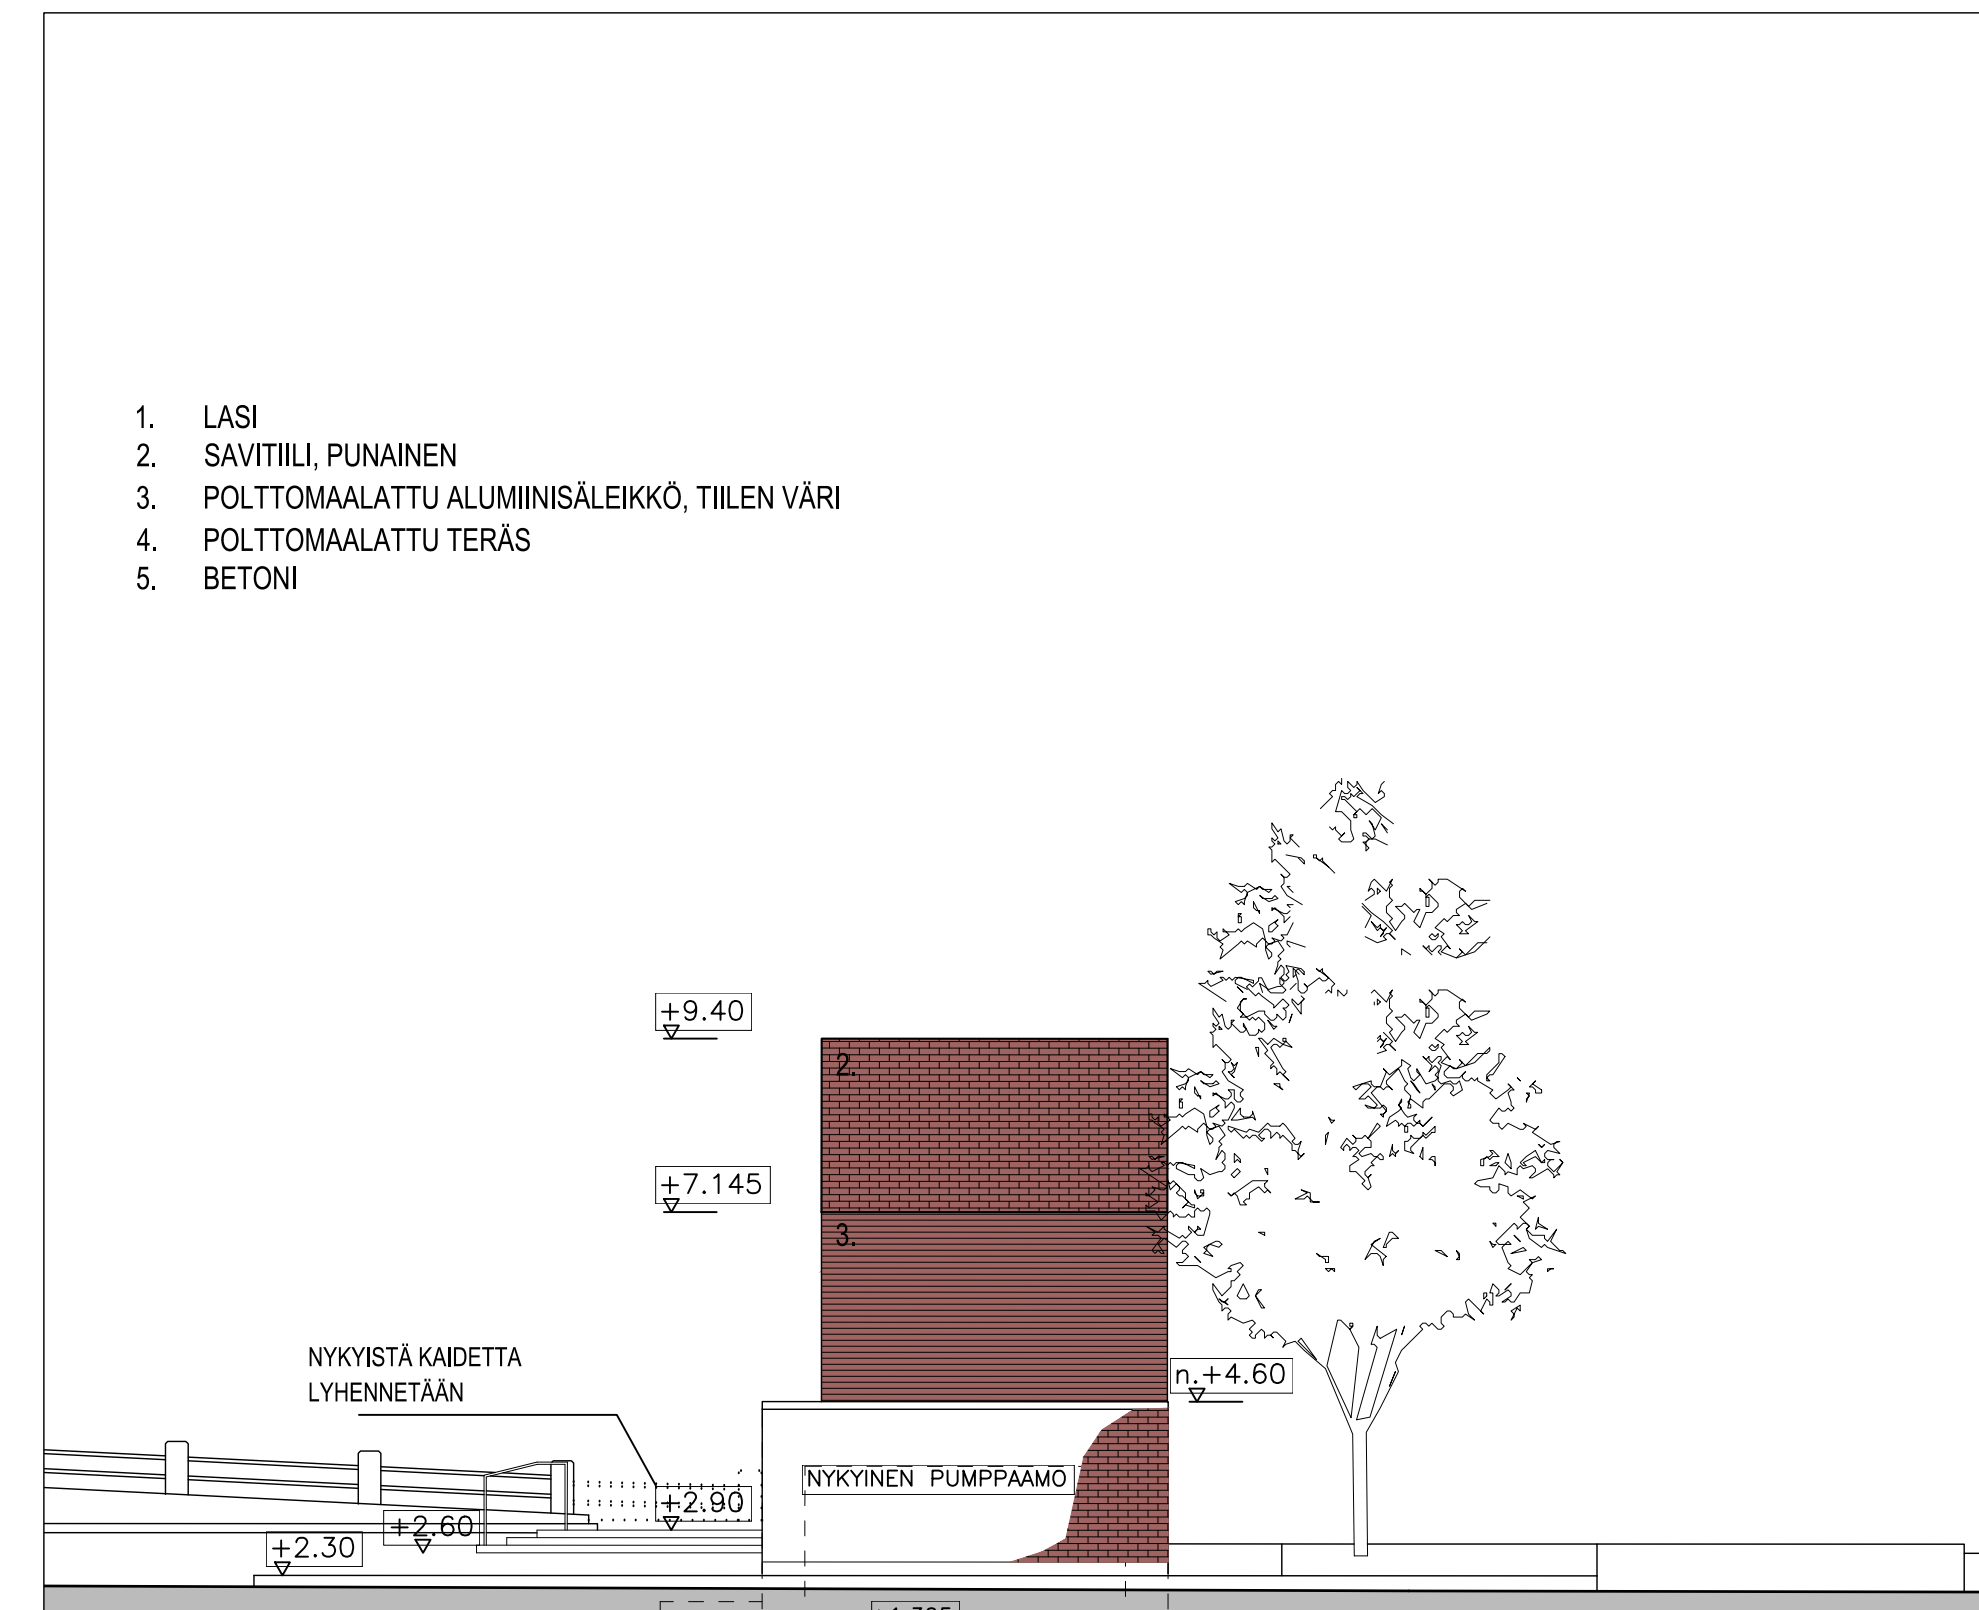 1. LASI
2. SAVITIILI, PUNAINEN
3. POLTTOMAALATTU ALUMIINISÄLEIKKÖ, TIILEN VÄRI
4. POLTTOMAALATTU TERÄS
5. BETONI
+9.40
2.
+7.145
3.
NYKYISTÄ KAIDETTA
LYHENNETÄÄN
n.+4.60
NYKYINEN PUMPPAAMO
+2.90
+2.60
+2.30